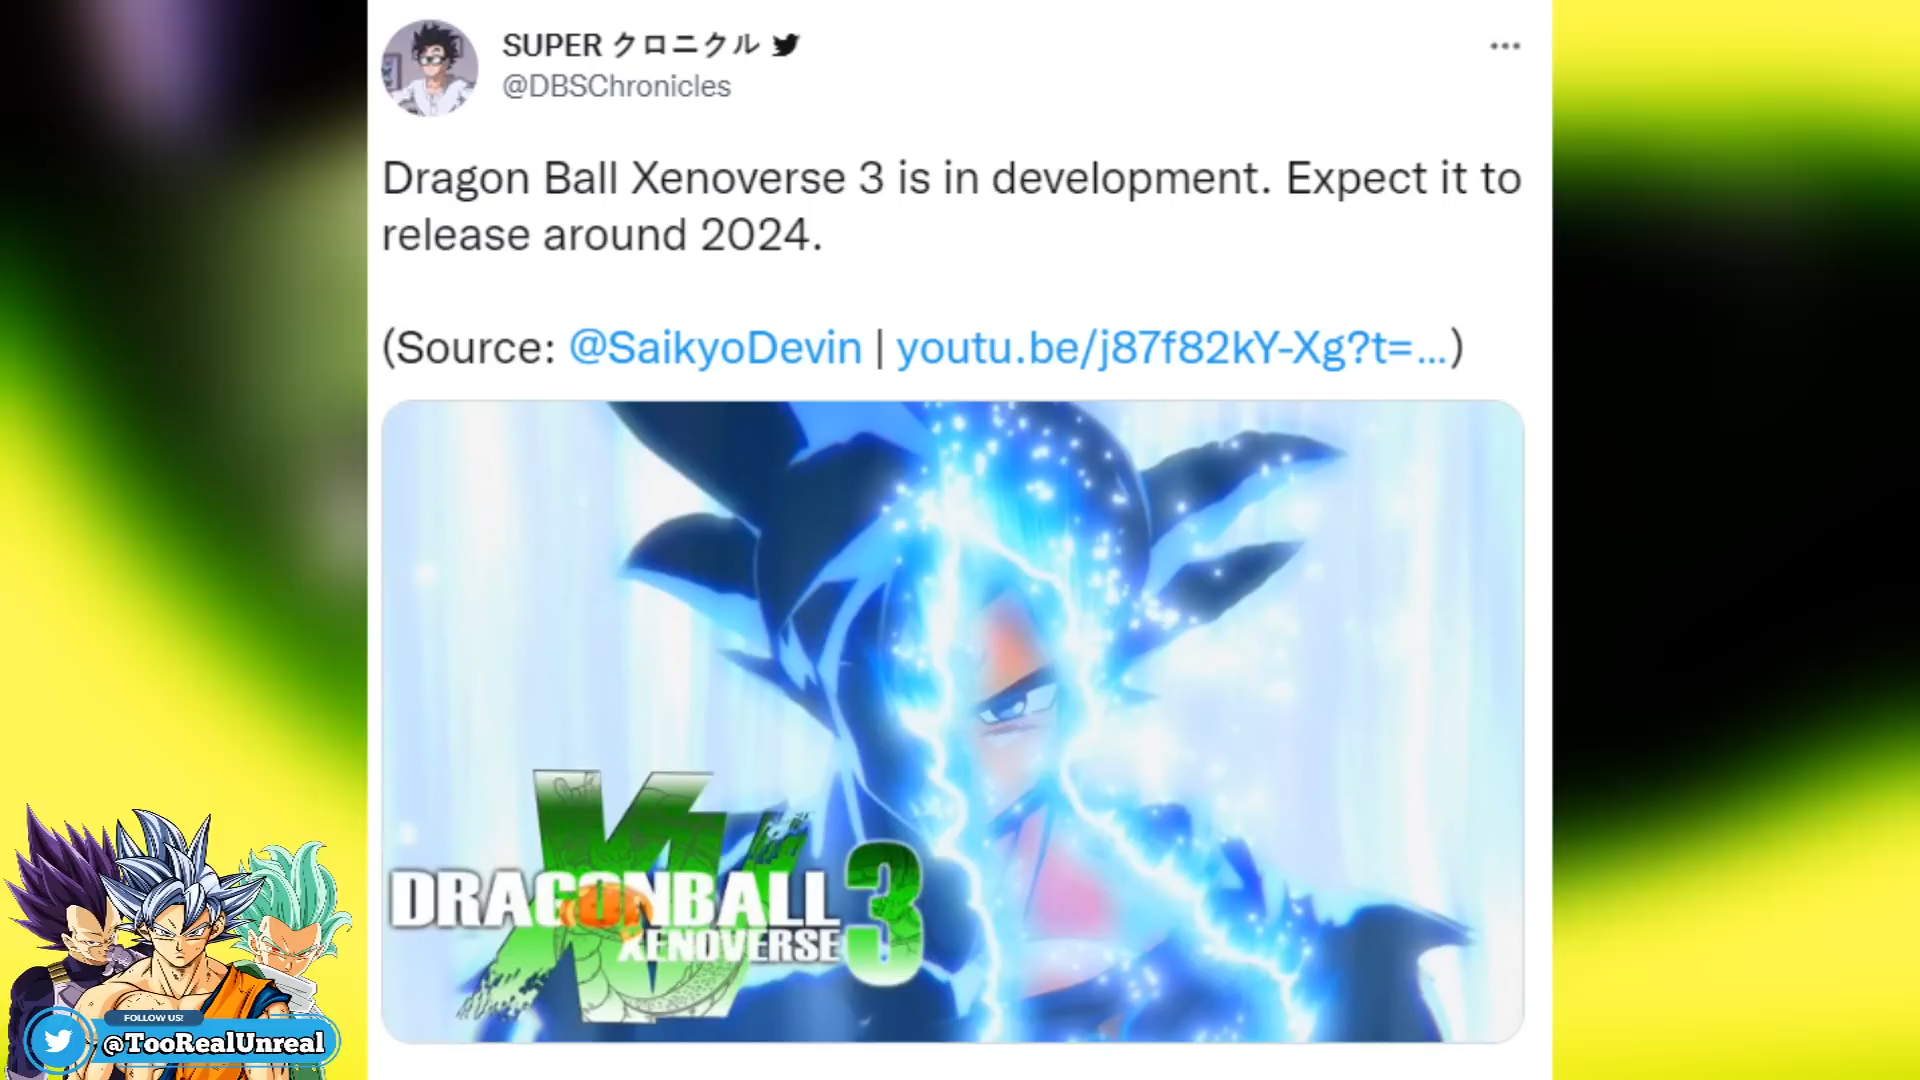 SUPER クロニクル
@DBSChronicles
Dragon Ball Xenoverse 3 is in development. Expect it to
release around 2024.
(Source: @SaikyoDevin | youtu.be/j87f82kY-Xg?t=...)
DRAGONBALL 3
XENOVERSE
FOLLOW US!
@TooRealUnreal